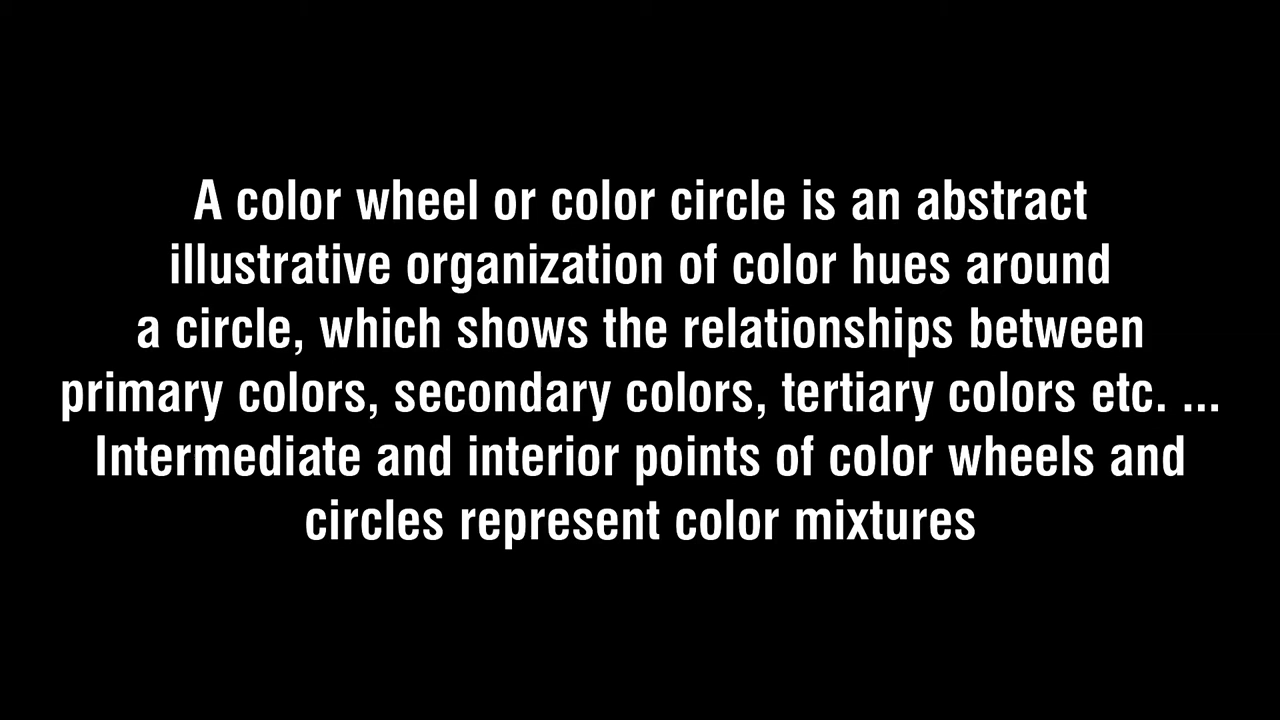 A color wheel or color circle is an abstract
illustrative organization of color hues around
a circle, which shows the relationships between
primary colors, secondary colors, tertiary colors etc. ...
Intermediate and interior points of color wheels and
circles represent color mixtures